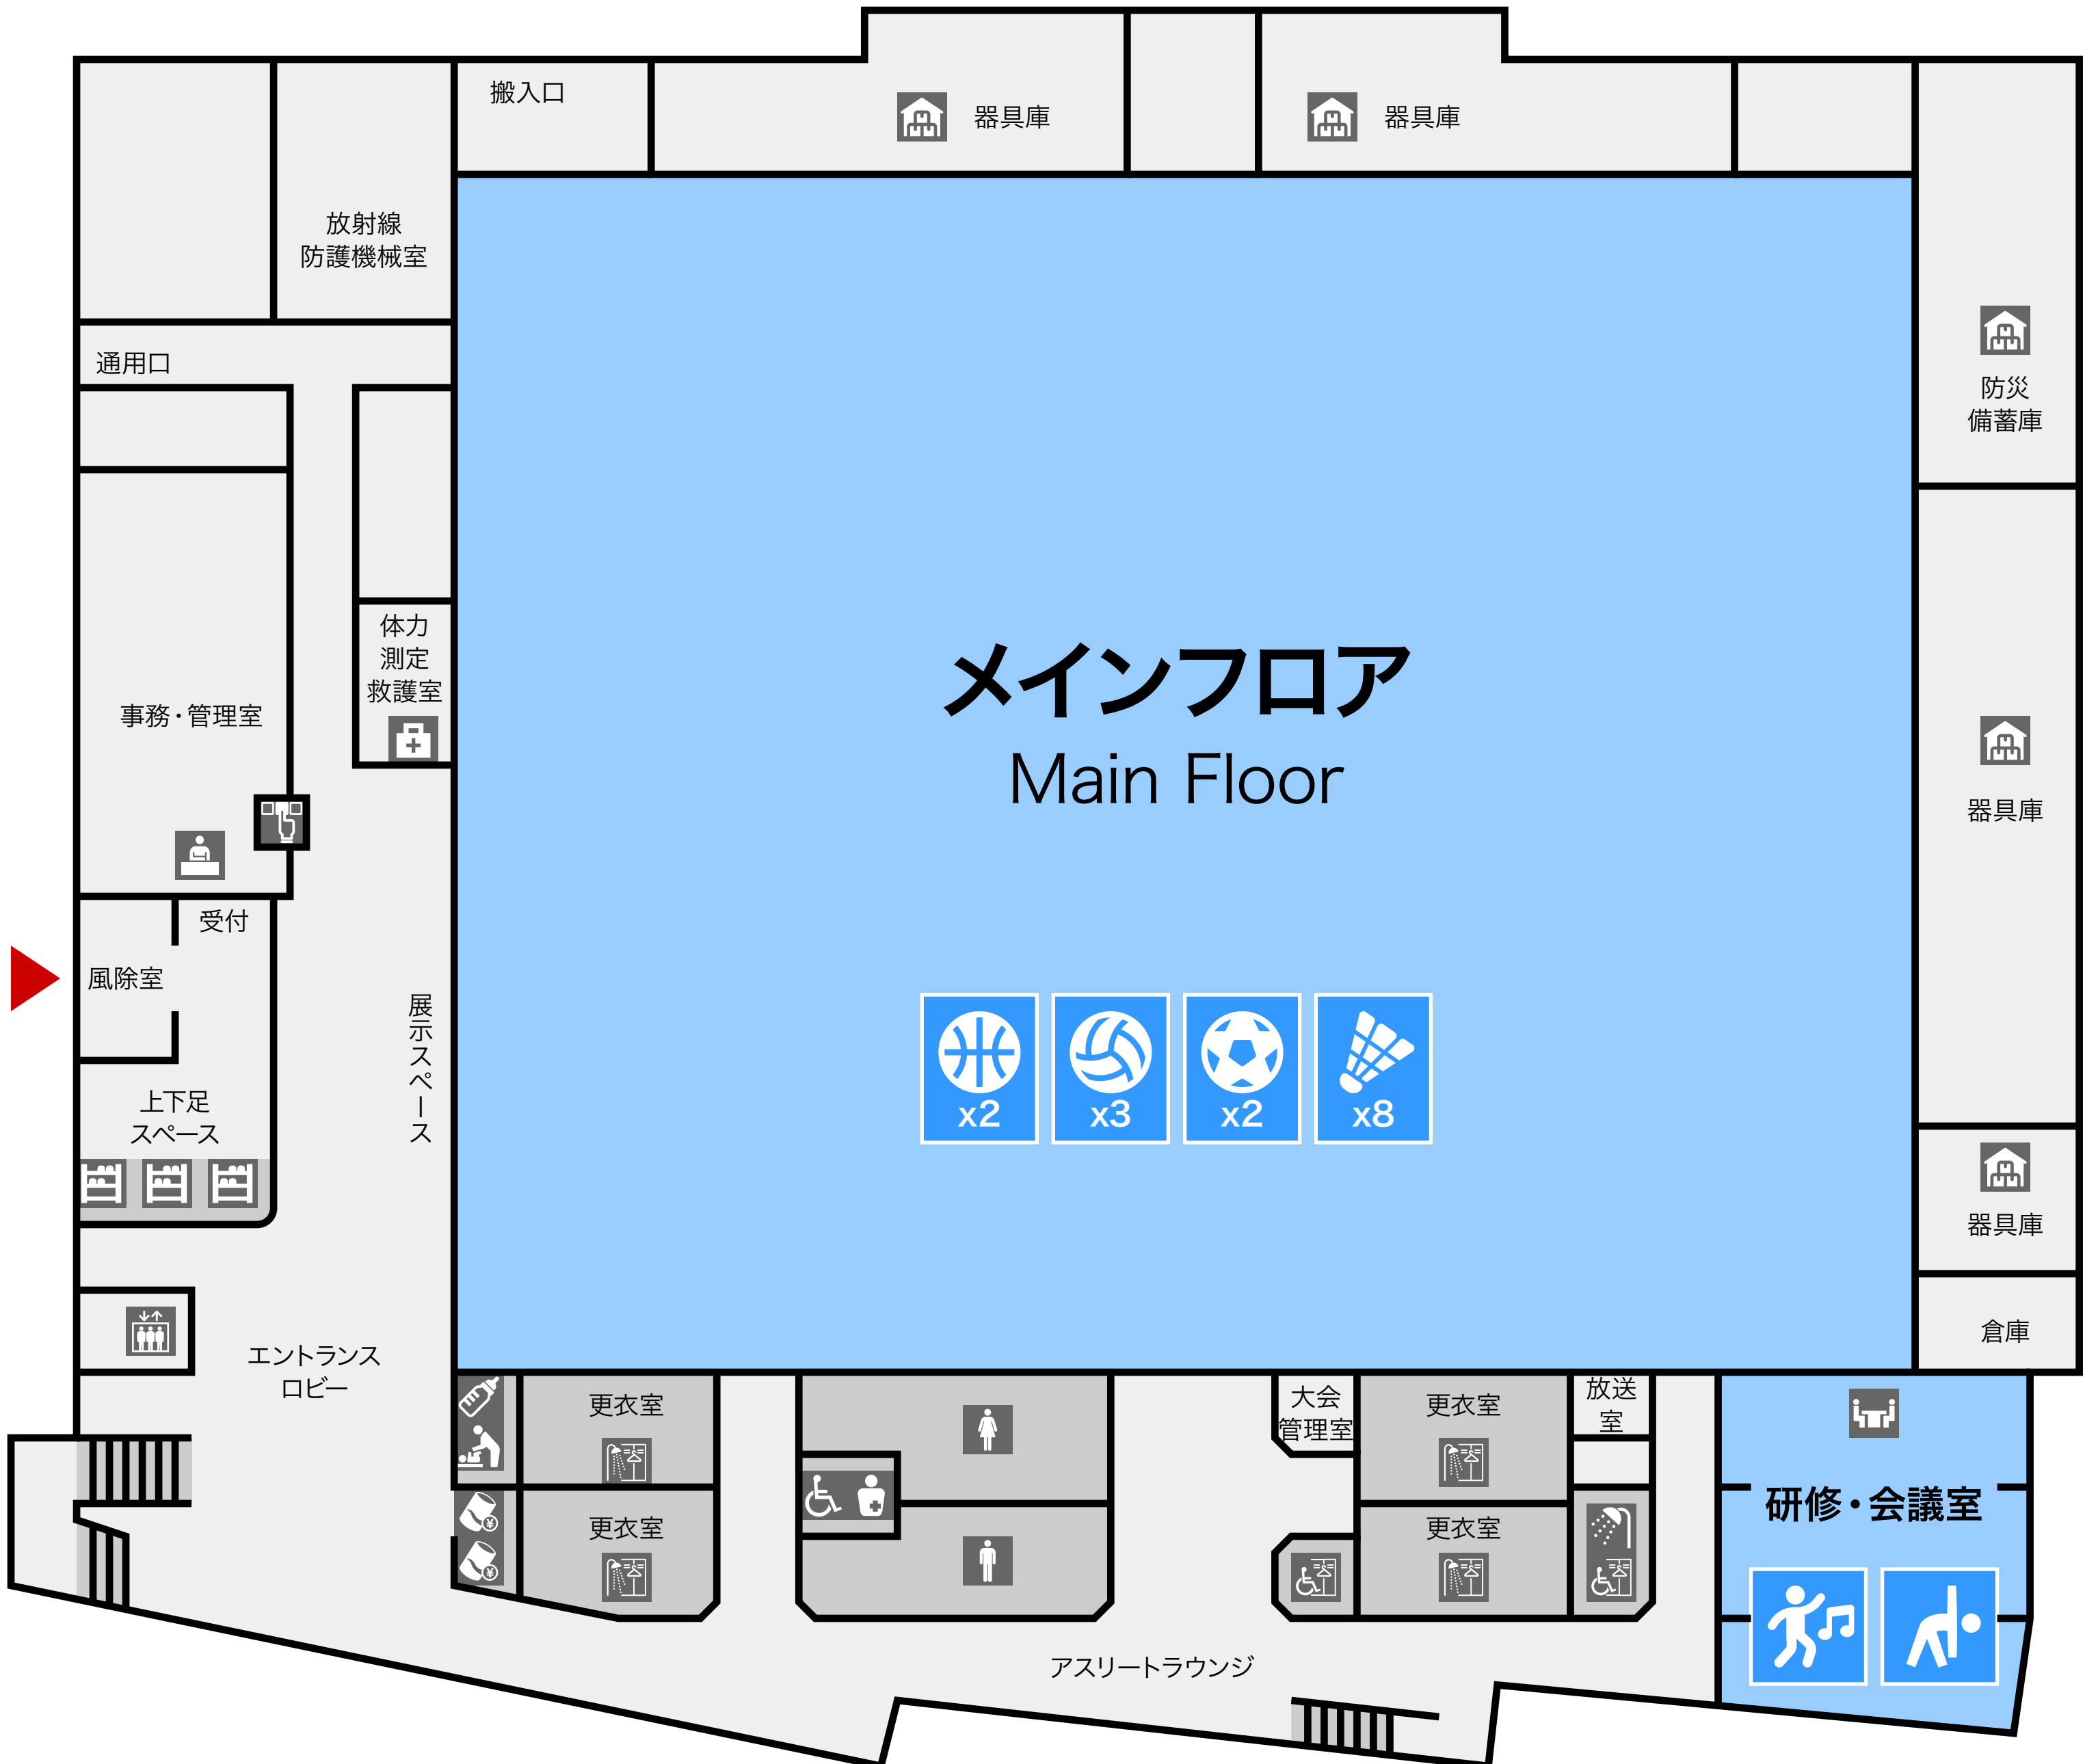 搬入口
器具庫
器具庫
放射線
防護機械室
通用口
防災
備蓄庫
体力
測定
救護室
事務・管理室
メインフロア
Main Floor
器具庫
受付
風除室
展示スペース
上下足
スペース
x2
x3
x2
x8
器具庫
倉庫
エントランス
ロビー
更衣室
大会
管理室
更衣室
放送
室
研修・会議室
¥
¥
更衣室
更衣室
アスリートラウンジ